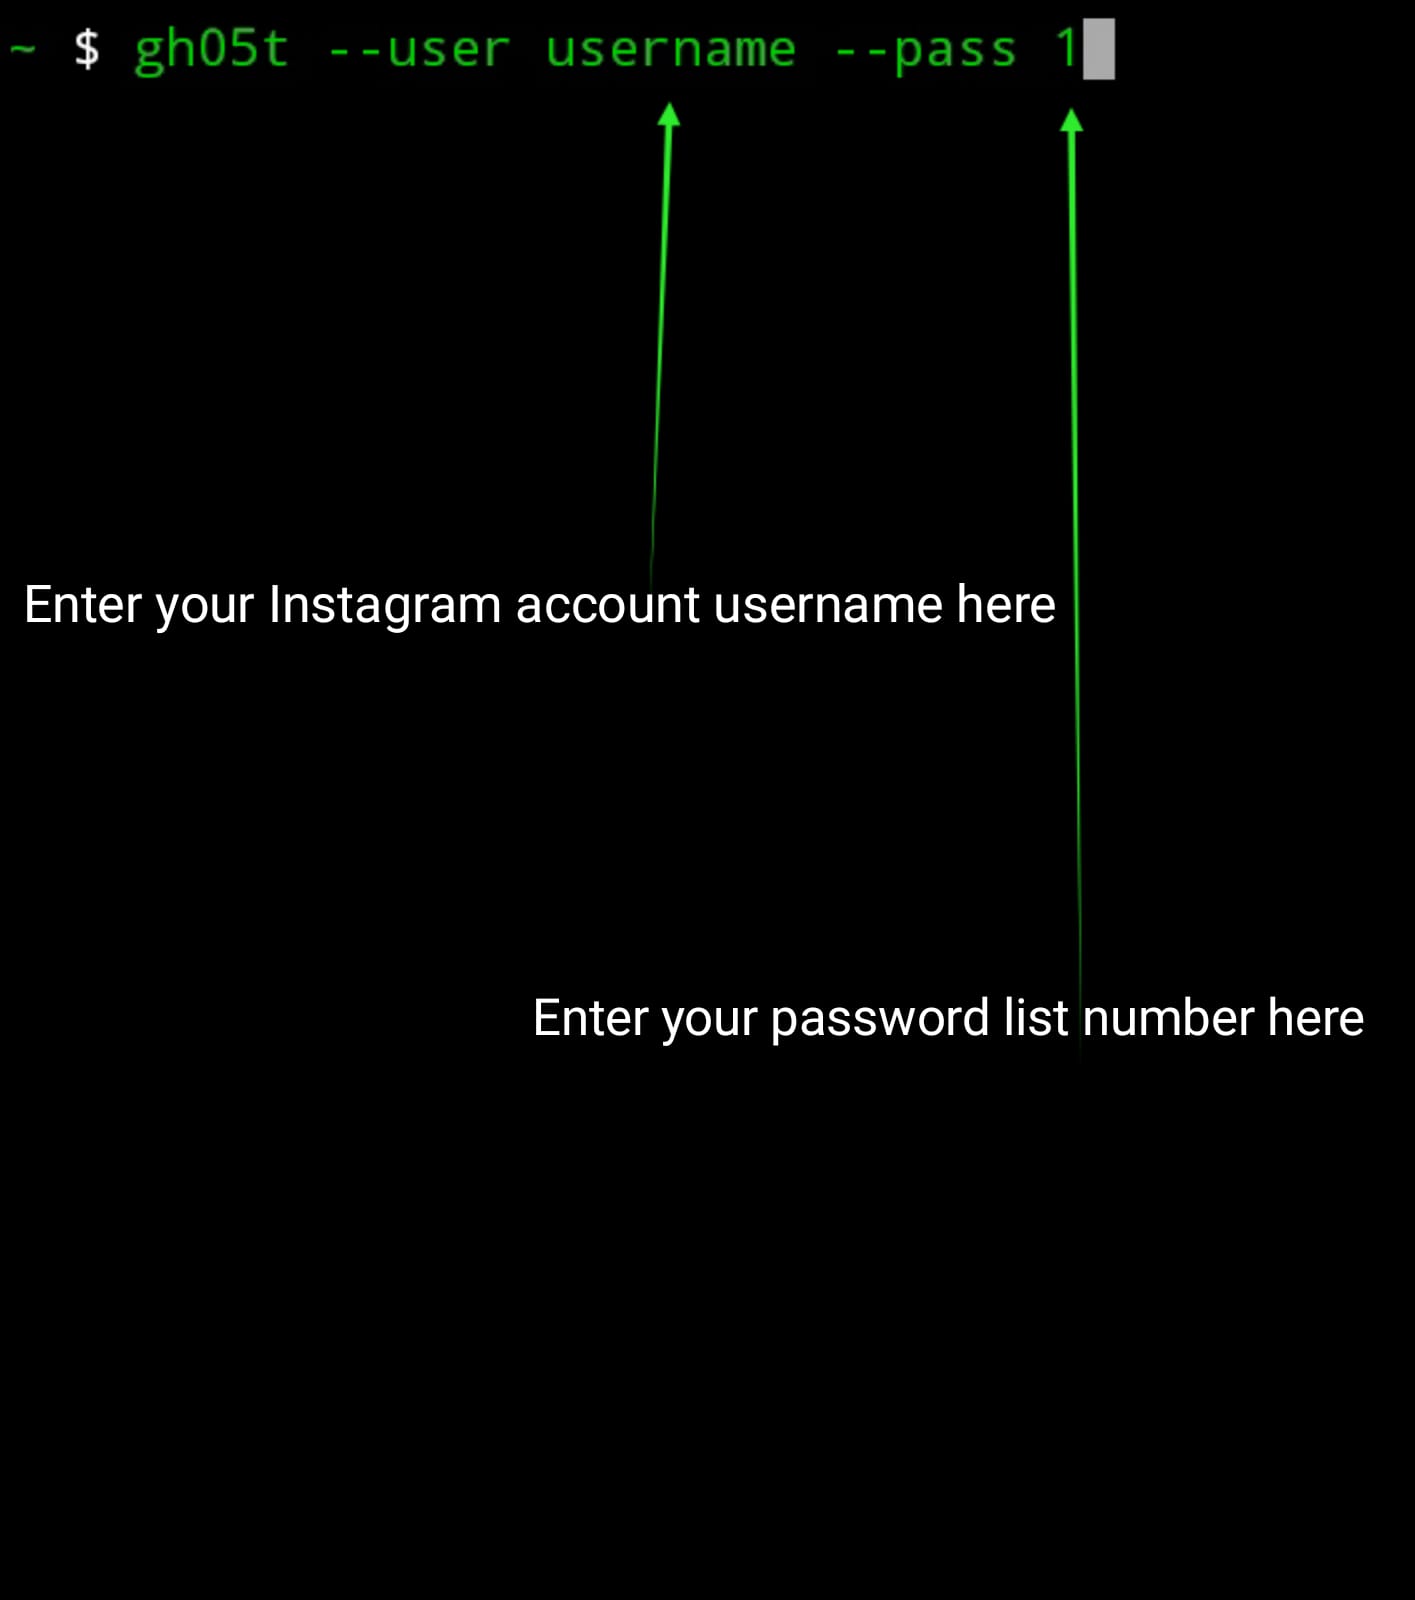 ~ $ gh05t --user username --pass 1
Enter your Instagram account username here
Enter your password list number here